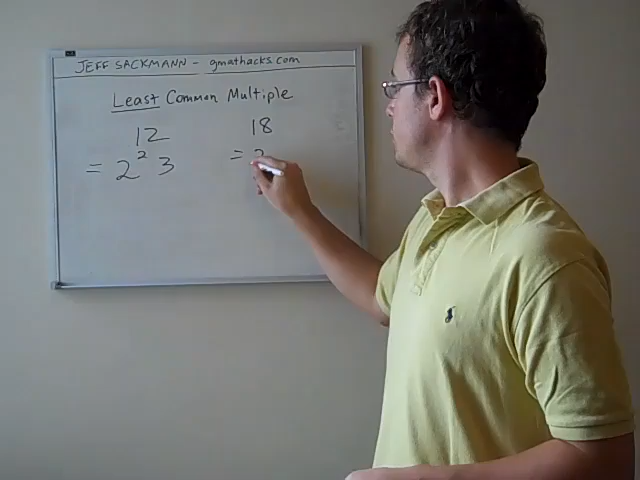 JEFF SACKMANN - gmathacks.com
Least Common Multiple
12 18
= 2² 3 = 2